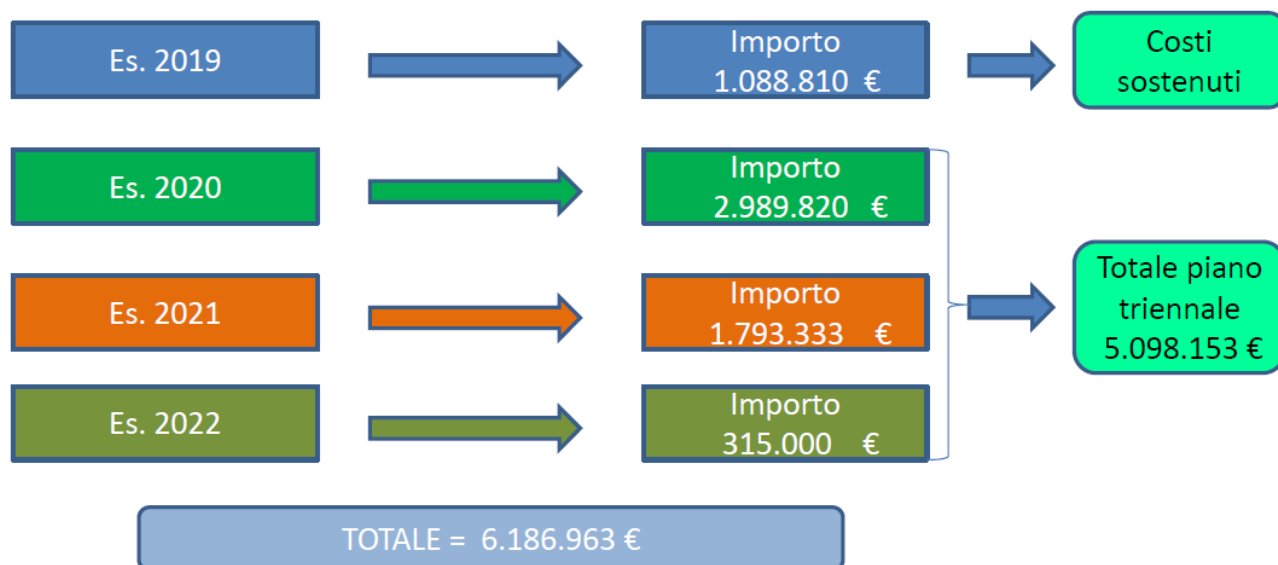 Es. 2019
Importo
1.088.810 €
Costi
sostenuti
Es. 2020
Importo
2.989.820 €
Es. 2021
Importo
1.793.333 €
Totale piano
triennale
5.098.153 €
Es. 2022
Importo
315.000 €
TOTALE = 6.186.963 €